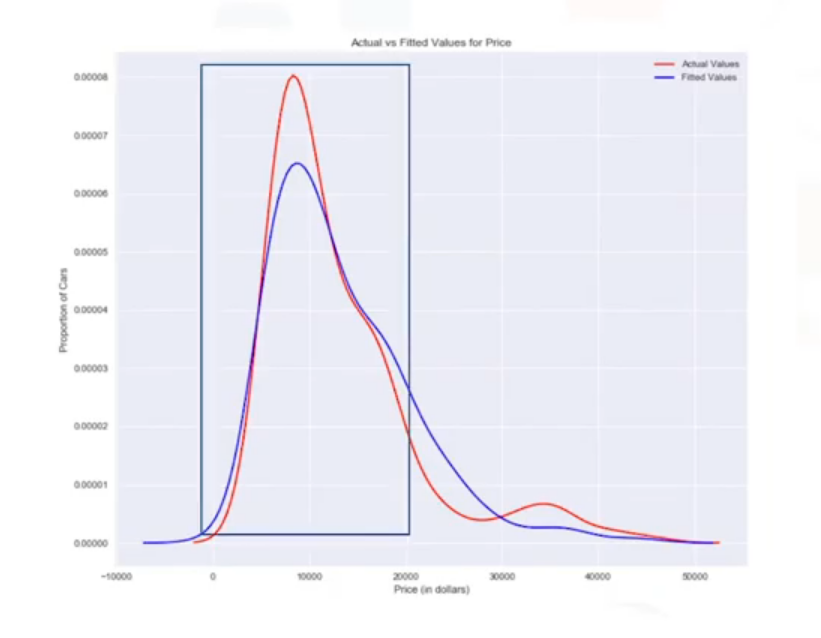 Actual vs Fitted Values for Price
Actual Values
Fitted Values
0.00008
0.00007
0.00006
0.00005
0.00004
0.00003
0.00002
0.00001
0.00000
Proportion of Cars
−10000 0 10000 20000 30000 40000 50000
Price (in dollars)